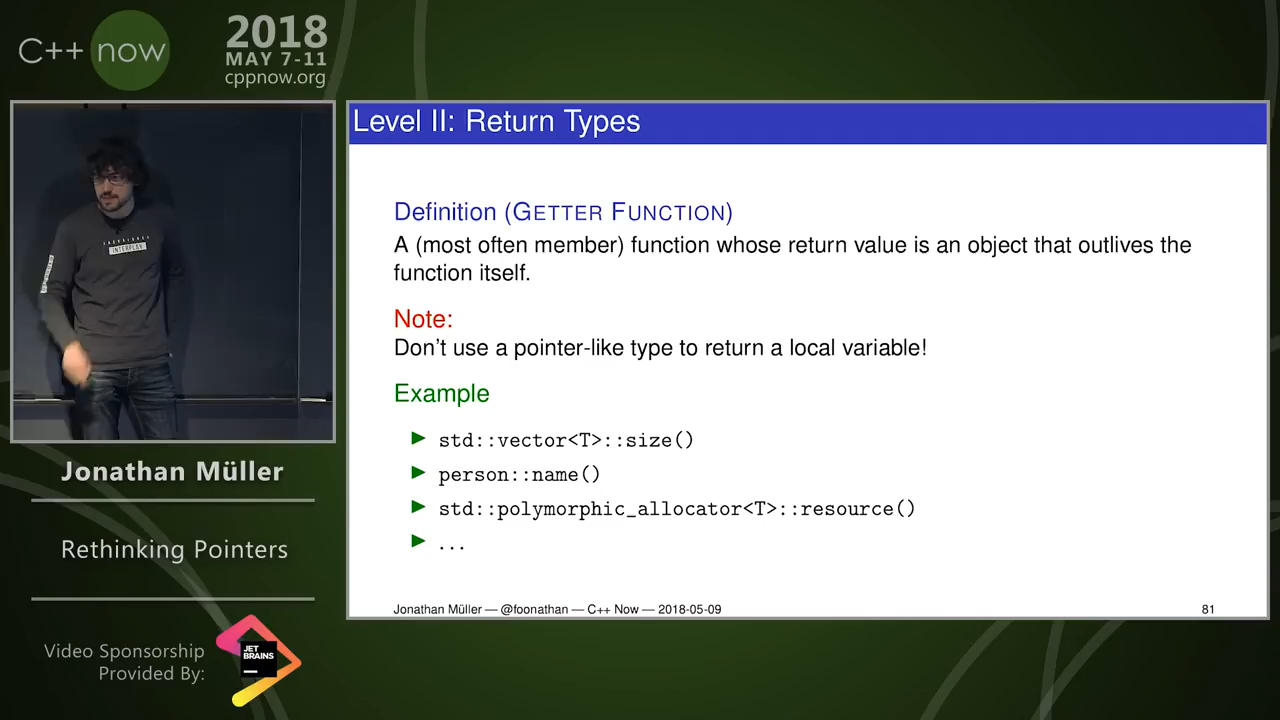 C++ now
2018
MAY 7-11
cppnow.org
INTERPLAY
Jonathan Müller
Rethinking Pointers
Video Sponsorship
Provided By:
JET
BRAINS
Level II: Return Types
Definition (GETTER FUNCTION)
A (most often member) function whose return value is an object that outlives the
function itself.
Note:
Don't use a pointer-like type to return a local variable!
Example
std::vector<T>::size()
person::name()
std::polymorphic_allocator<T>::resource()
...
Jonathan Müller — @foonathan — C++ Now — 2018-05-09
81